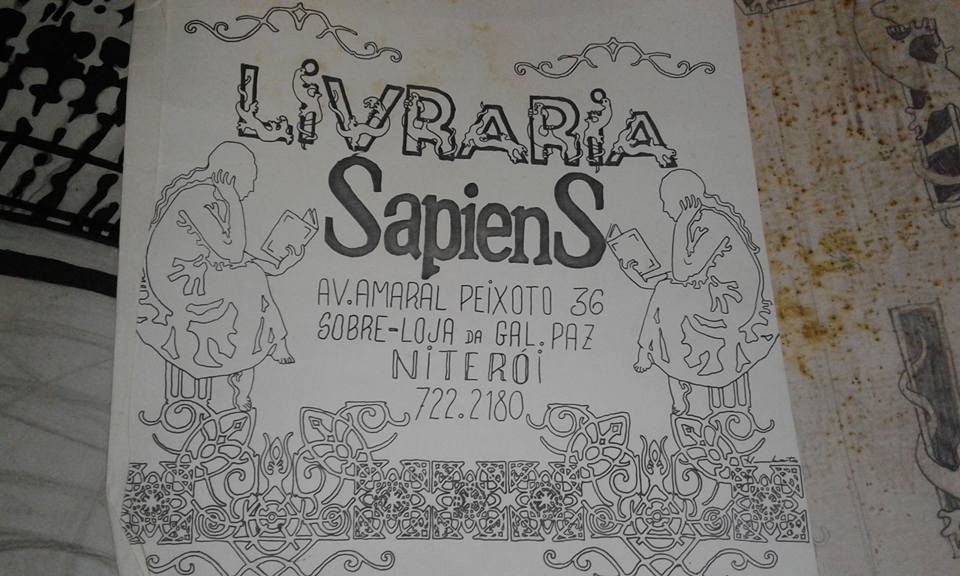 LiVRARiA
SapienS
AV. AMARAL PEIXOTO 36
SOBRE-LOJA DA GAL. PAZ
NiTERÓi
722.2180